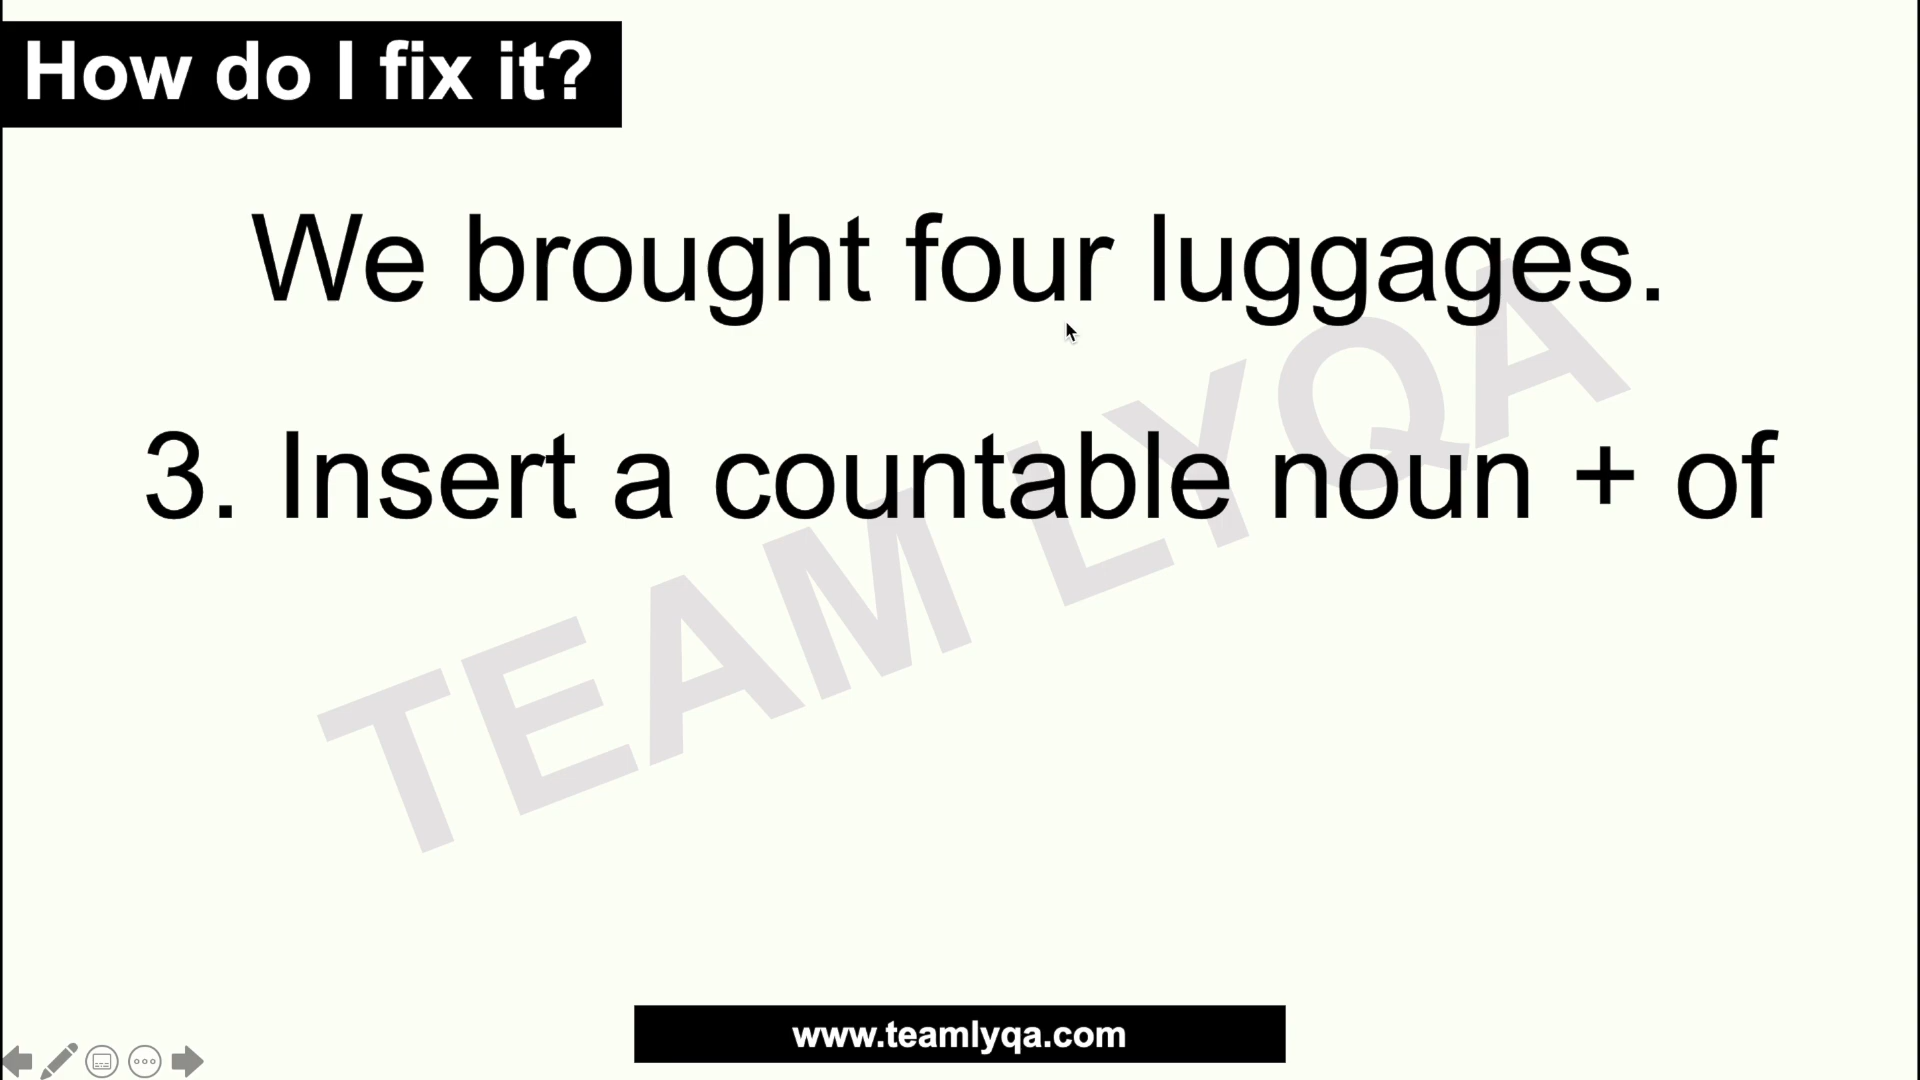 How do I fix it?
We brought four luggages.
3. Insert a countable noun + of
TEAM LYQA
www.teamlyqa.com